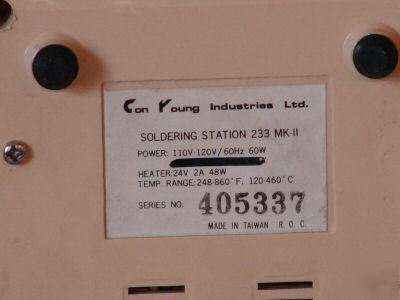 Con Young Industries Ltd.
SOLDERING STATION 233 MK-II
POWER: 110V-120V/60Hz 60W
HEATER:24V 2A 48W
TEMP. RANGE:248-860°F, 120-460°C
SERIES NO. 405337
MADE IN TAIWAN R.O.C.